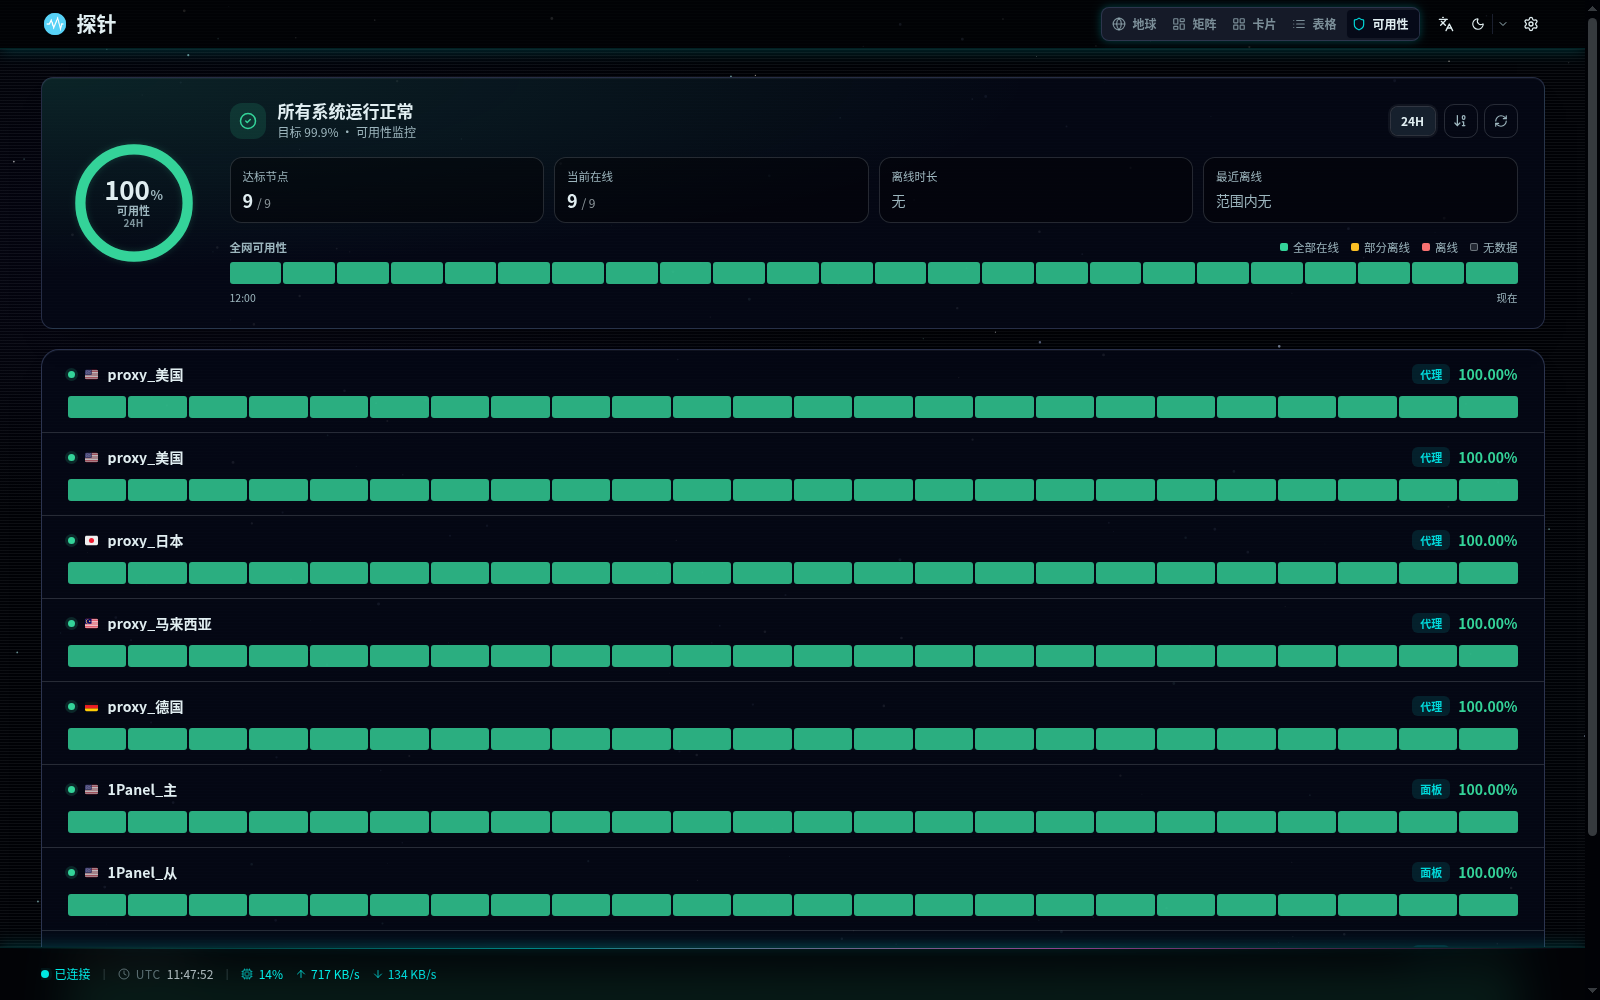 探针
地球 矩阵 卡片 表格 可用性
所有系统运行正常
目标 99.9% • 可用性监控
24H
100%
可用性
24H
达标节点
9 / 9
当前在线
9 / 9
离线时长
无
最近离线
范围内无
全网可用性
全部在线 部分离线 离线 无数据
12:00 现在
proxy_美国 代理 100.00%
proxy_美国 代理 100.00%
proxy_日本 代理 100.00%
proxy_马来西亚 代理 100.00%
proxy_德国 代理 100.00%
1Panel_主 面板 100.00%
1Panel_从 面板 100.00%
已连接 UTC 11:47:52 14% 717 KB/s 134 KB/s